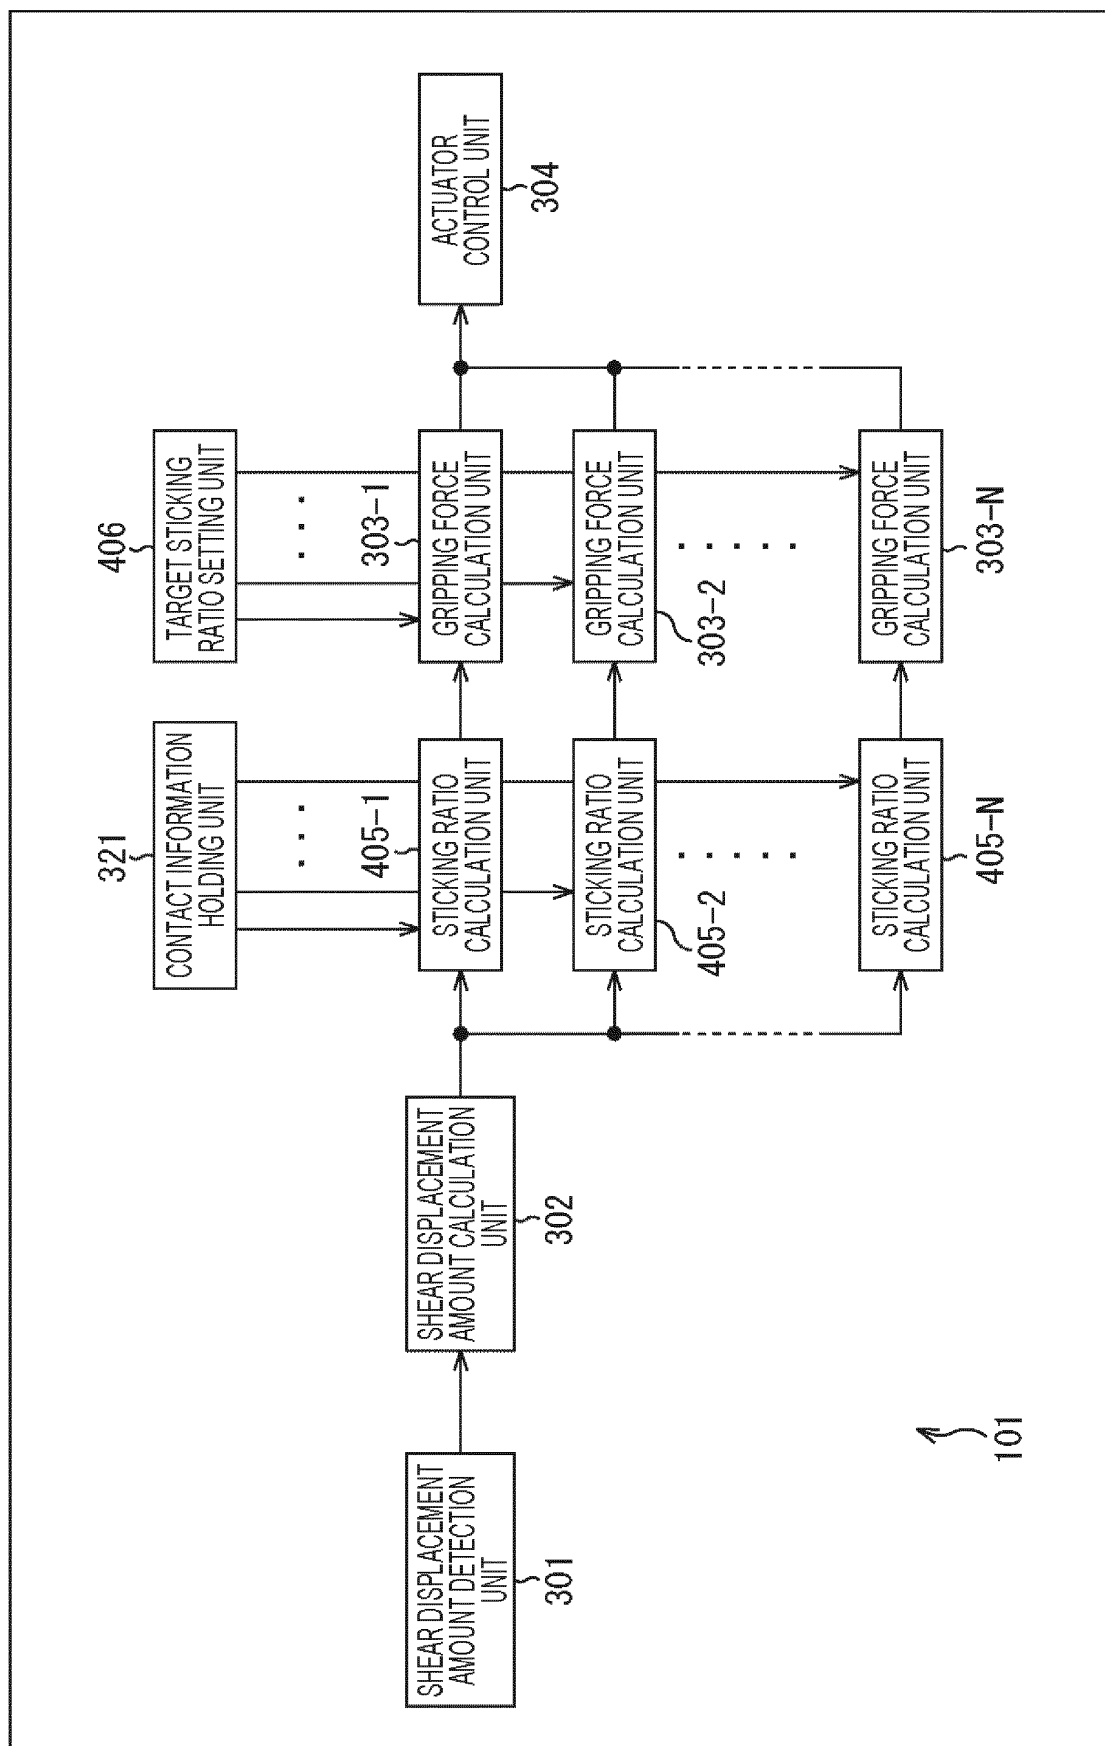 321
CONTACT INFORMATION
HOLDING UNIT
406
TARGET STICKING
RATIO SETTING UNIT
SHEAR DISPLACEMENT
AMOUNT DETECTION
UNIT
301
SHEAR DISPLACEMENT
AMOUNT CALCULATION
UNIT
302
405-1
STICKING RATIO
CALCULATION UNIT
303-1
GRIPPING FORCE
CALCULATION UNIT
ACTUATOR
CONTROL UNIT
304
STICKING RATIO
CALCULATION UNIT
405-2
GRIPPING FORCE
CALCULATION UNIT
303-2
STICKING RATIO
CALCULATION UNIT
405-N
GRIPPING FORCE
CALCULATION UNIT
303-N
101